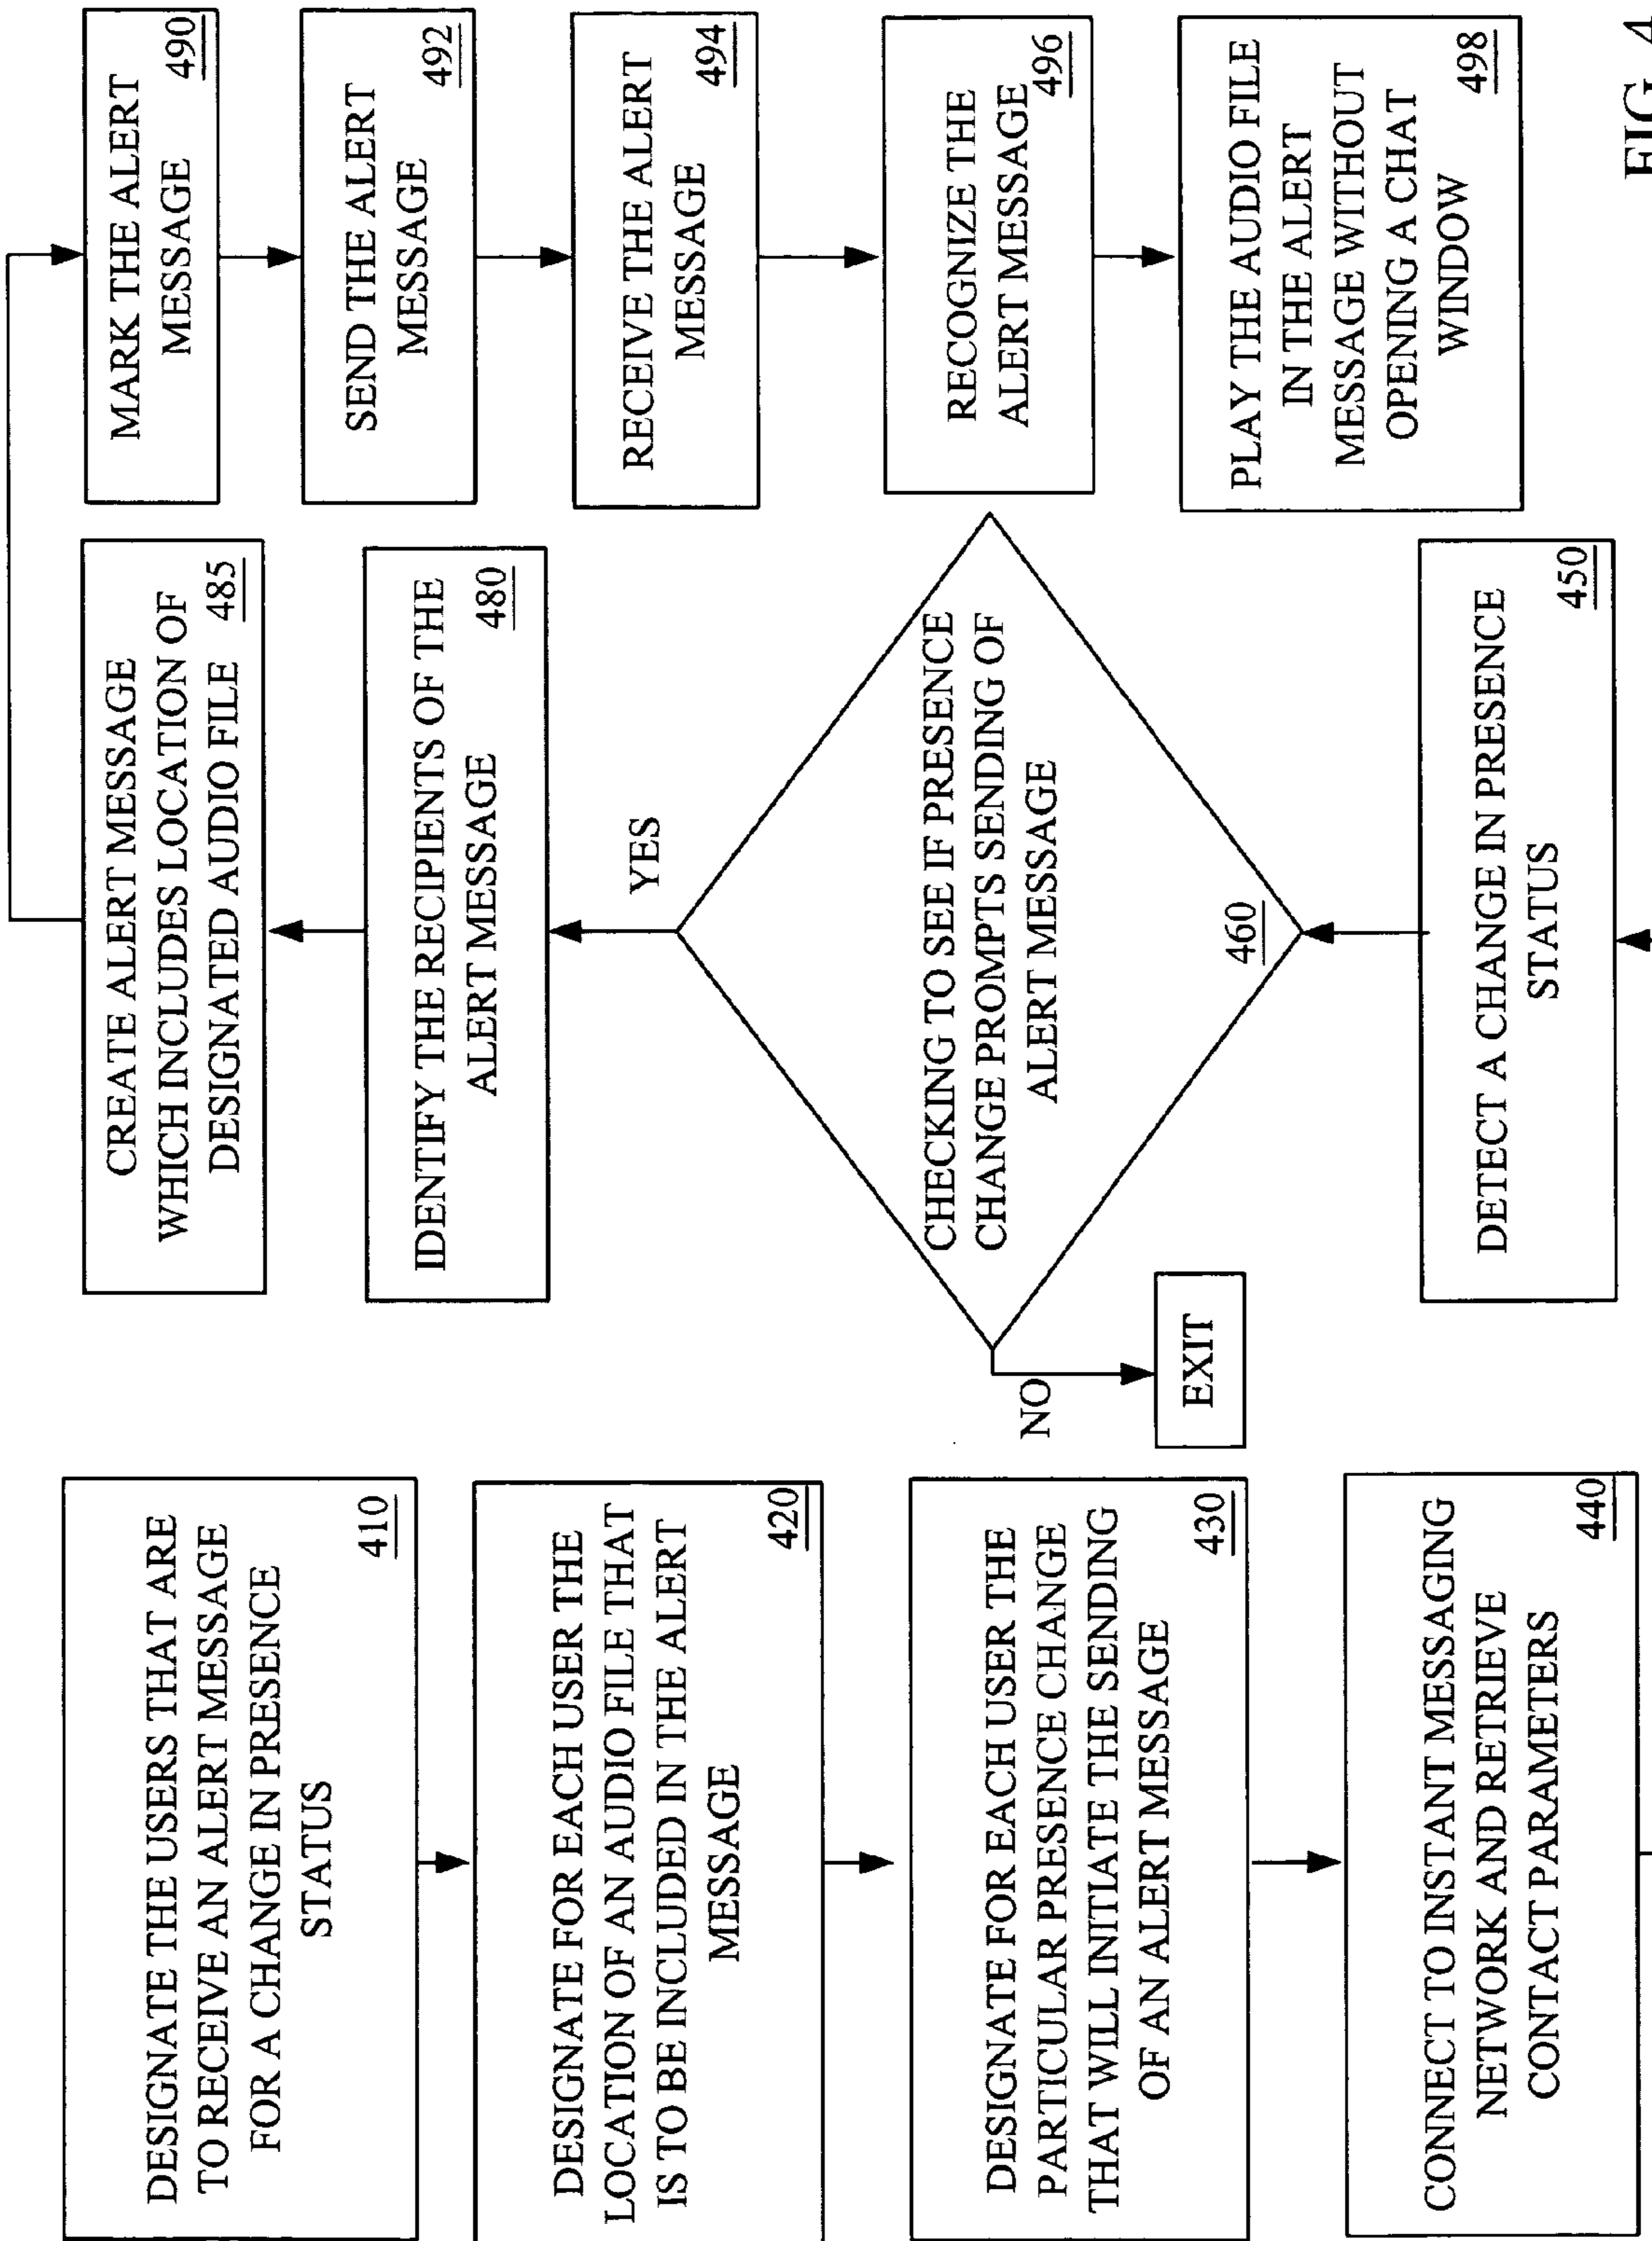 DESIGNATE THE USERS THAT ARE
TO RECEIVE AN ALERT MESSAGE
FOR A CHANGE IN PRESENCE
STATUS
410
DESIGNATE FOR EACH USER THE
LOCATION OF AN AUDIO FILE THAT
IS TO BE INCLUDED IN THE ALERT
MESSAGE
420
DESIGNATE FOR EACH USER THE
PARTICULAR PRESENCE CHANGE
THAT WILL INITIATE THE SENDING
OF AN ALERT MESSAGE
430
CONNECT TO INSTANT MESSAGING
NETWORK AND RETRIEVE
CONTACT PARAMETERS
440
DETECT A CHANGE IN PRESENCE
STATUS
450
CHECKING TO SEE IF PRESENCE
CHANGE PROMPTS SENDING OF
ALERT MESSAGE
460
NO
EXIT
YES
IDENTIFY THE RECIPIENTS OF THE
ALERT MESSAGE
480
CREATE ALERT MESSAGE
WHICH INCLUDES LOCATION OF
DESIGNATED AUDIO FILE
485
MARK THE ALERT
MESSAGE
490
SEND THE ALERT
MESSAGE
492
RECEIVE THE ALERT
MESSAGE
494
RECOGNIZE THE
ALERT MESSAGE
496
PLAY THE AUDIO FILE
IN THE ALERT
MESSAGE WITHOUT
OPENING A CHAT
WINDOW
498
FIG. 4